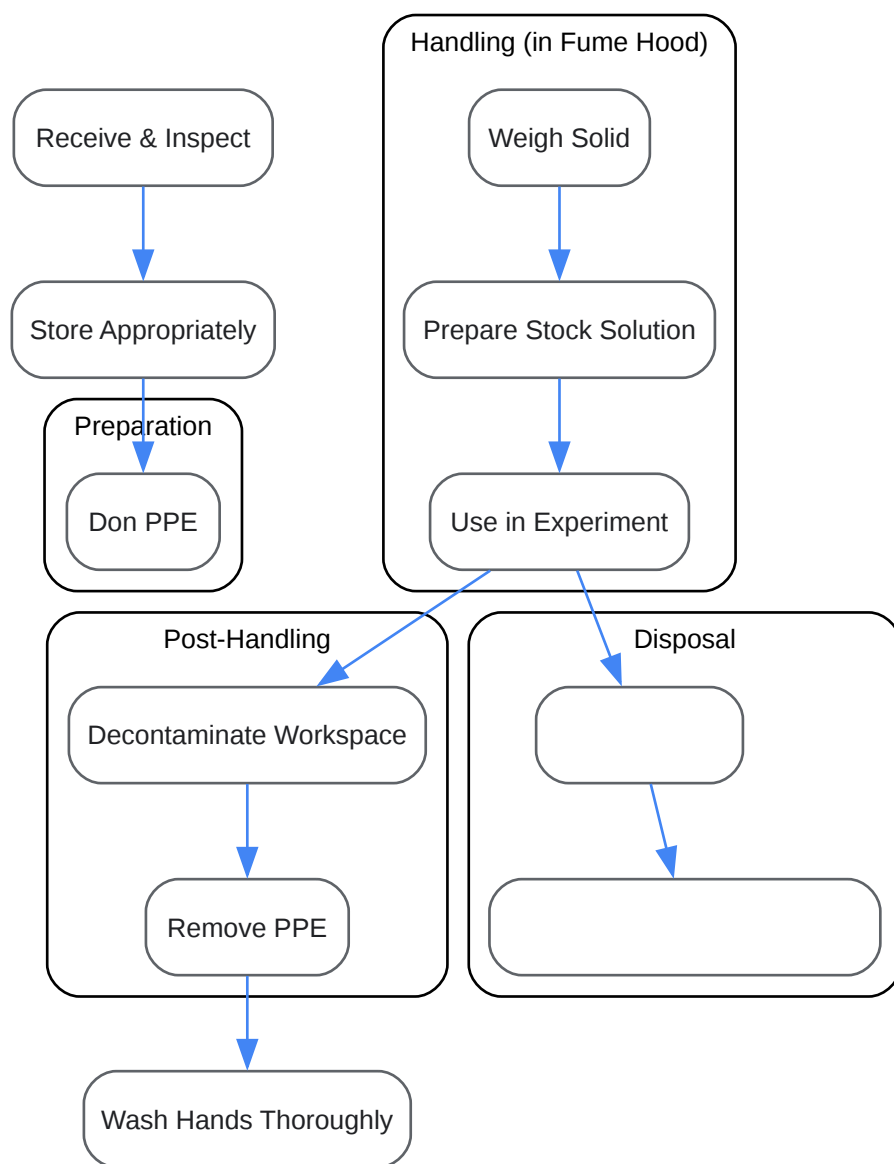 Handling (in Fume Hood)
Receive & Inspect
Weigh Solid
Store Appropriately
Prepare Stock Solution
Preparation
Don PPE
Use in Experiment
Post-Handling
Disposal
Decontaminate Workspace
Remove PPE
Wash Hands Thoroughly